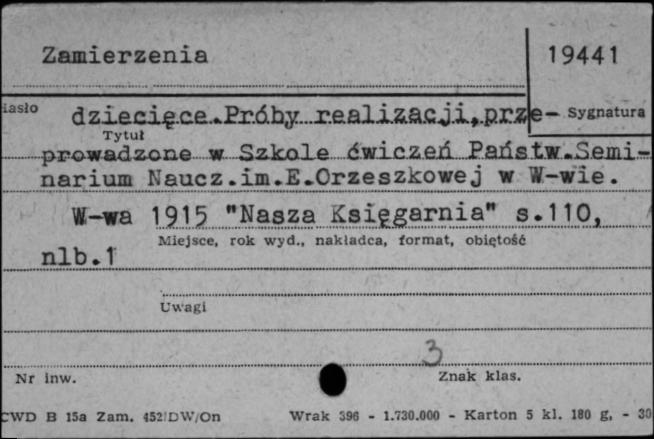 Zamierzenia 19441
iasło dziecięce.Próby realizacji,prze- Sygnatura
Tytuł
prowadzone w Szkole ćwiczeń Państw.Semi-
narium Naucz.im.E.Orzeszkowej w W-wie.
W-wa 1915 "Nasza Księgarnia" s.110,
Miejsce, rok wyd., nakładca, format, objętość
nlb.1
Uwagi
3
Nr inw. Znak klas.
CWD B 15a Zam. 452/DW/On Wrak 396 - 1.730.000 - Karton 5 kl. 180 g, - 30